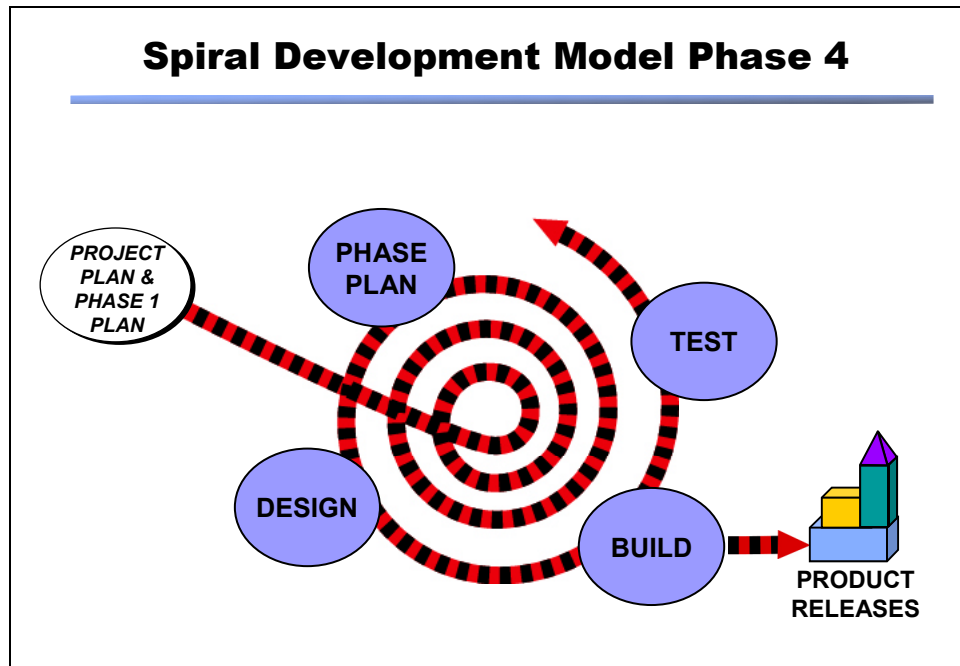 Spiral Development Model Phase 4
PROJECT
PLAN &
PHASE 1
PLAN
PHASE
PLAN
TEST
DESIGN
BUILD
PRODUCT
RELEASES